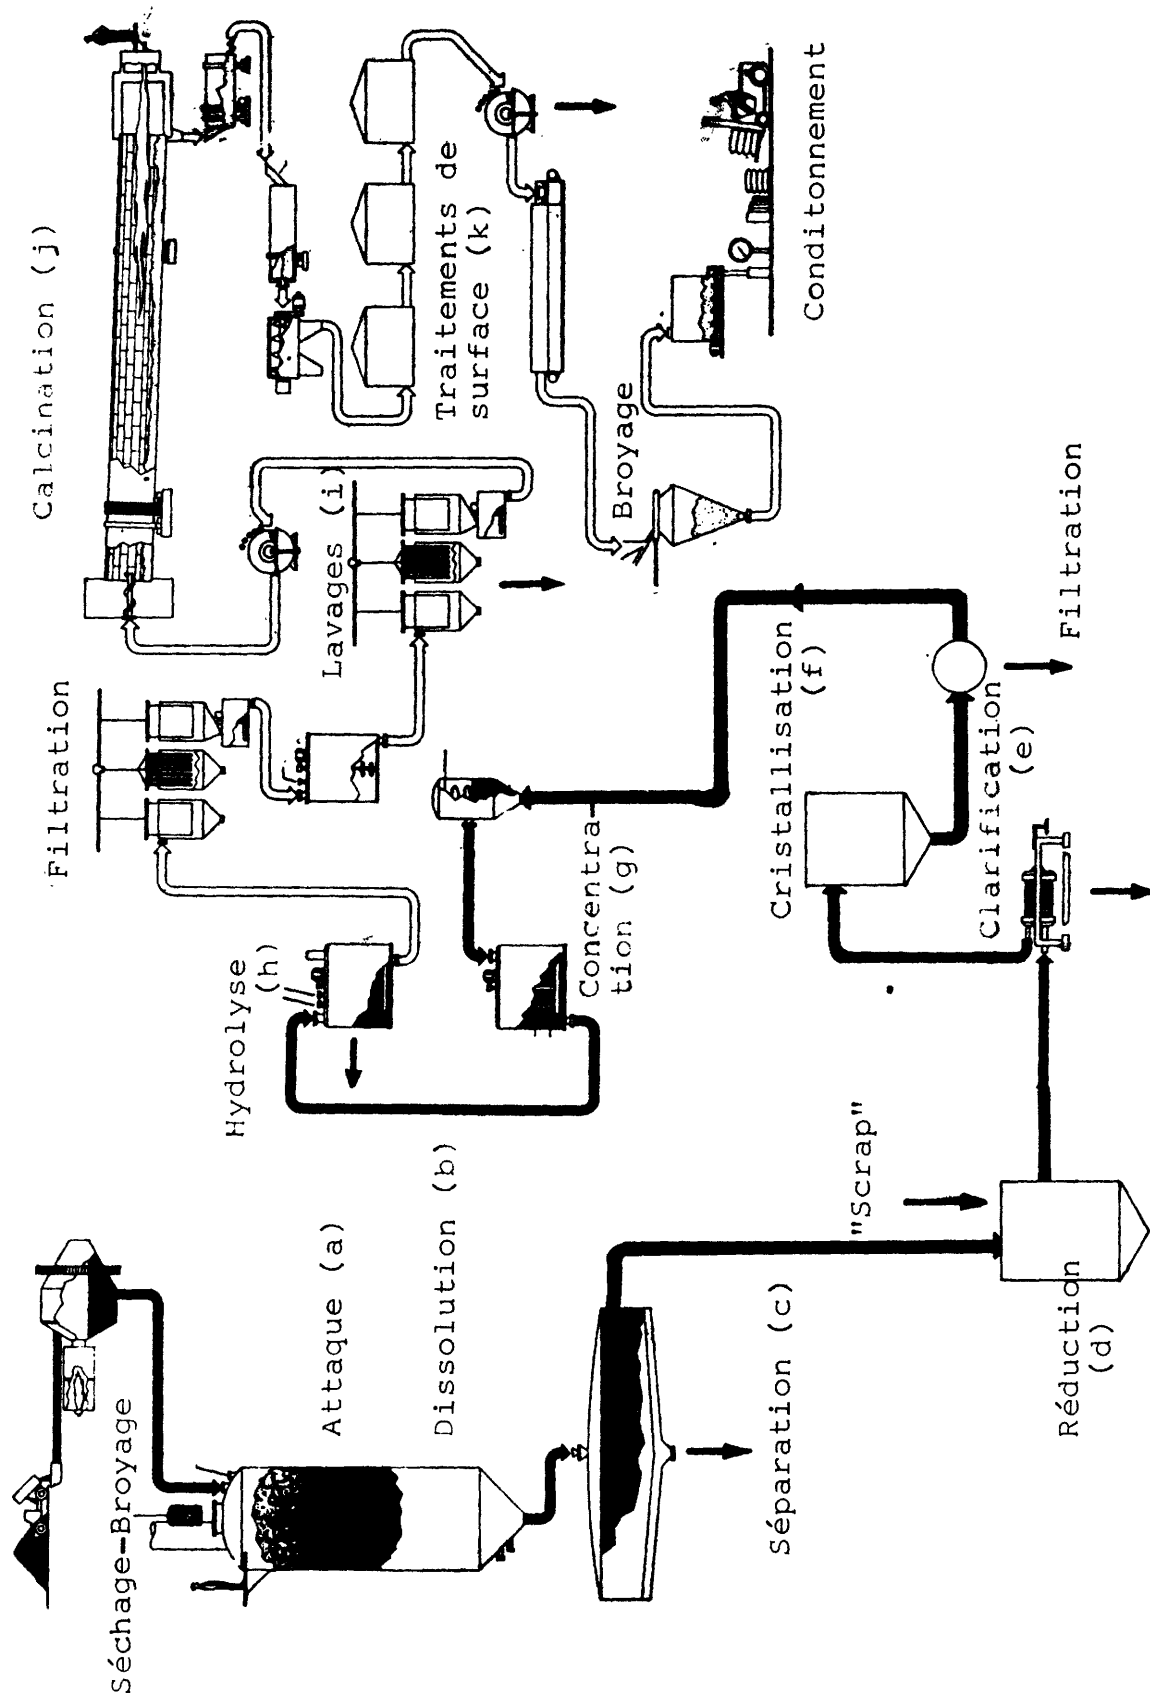 Séchage-Broyage
Attaque (a)
Dissolution (b)
Séparation (c)
Réduction
(d)
"Scrap"
Clarification
(e)
Cristallisation
(f)
Filtration
Concentra
tion (g)
Hydrolyse
(h)
Filtration
Lavages (i)
Calcination (j)
Traitements de
surface (k)
Broyage
Conditonnement